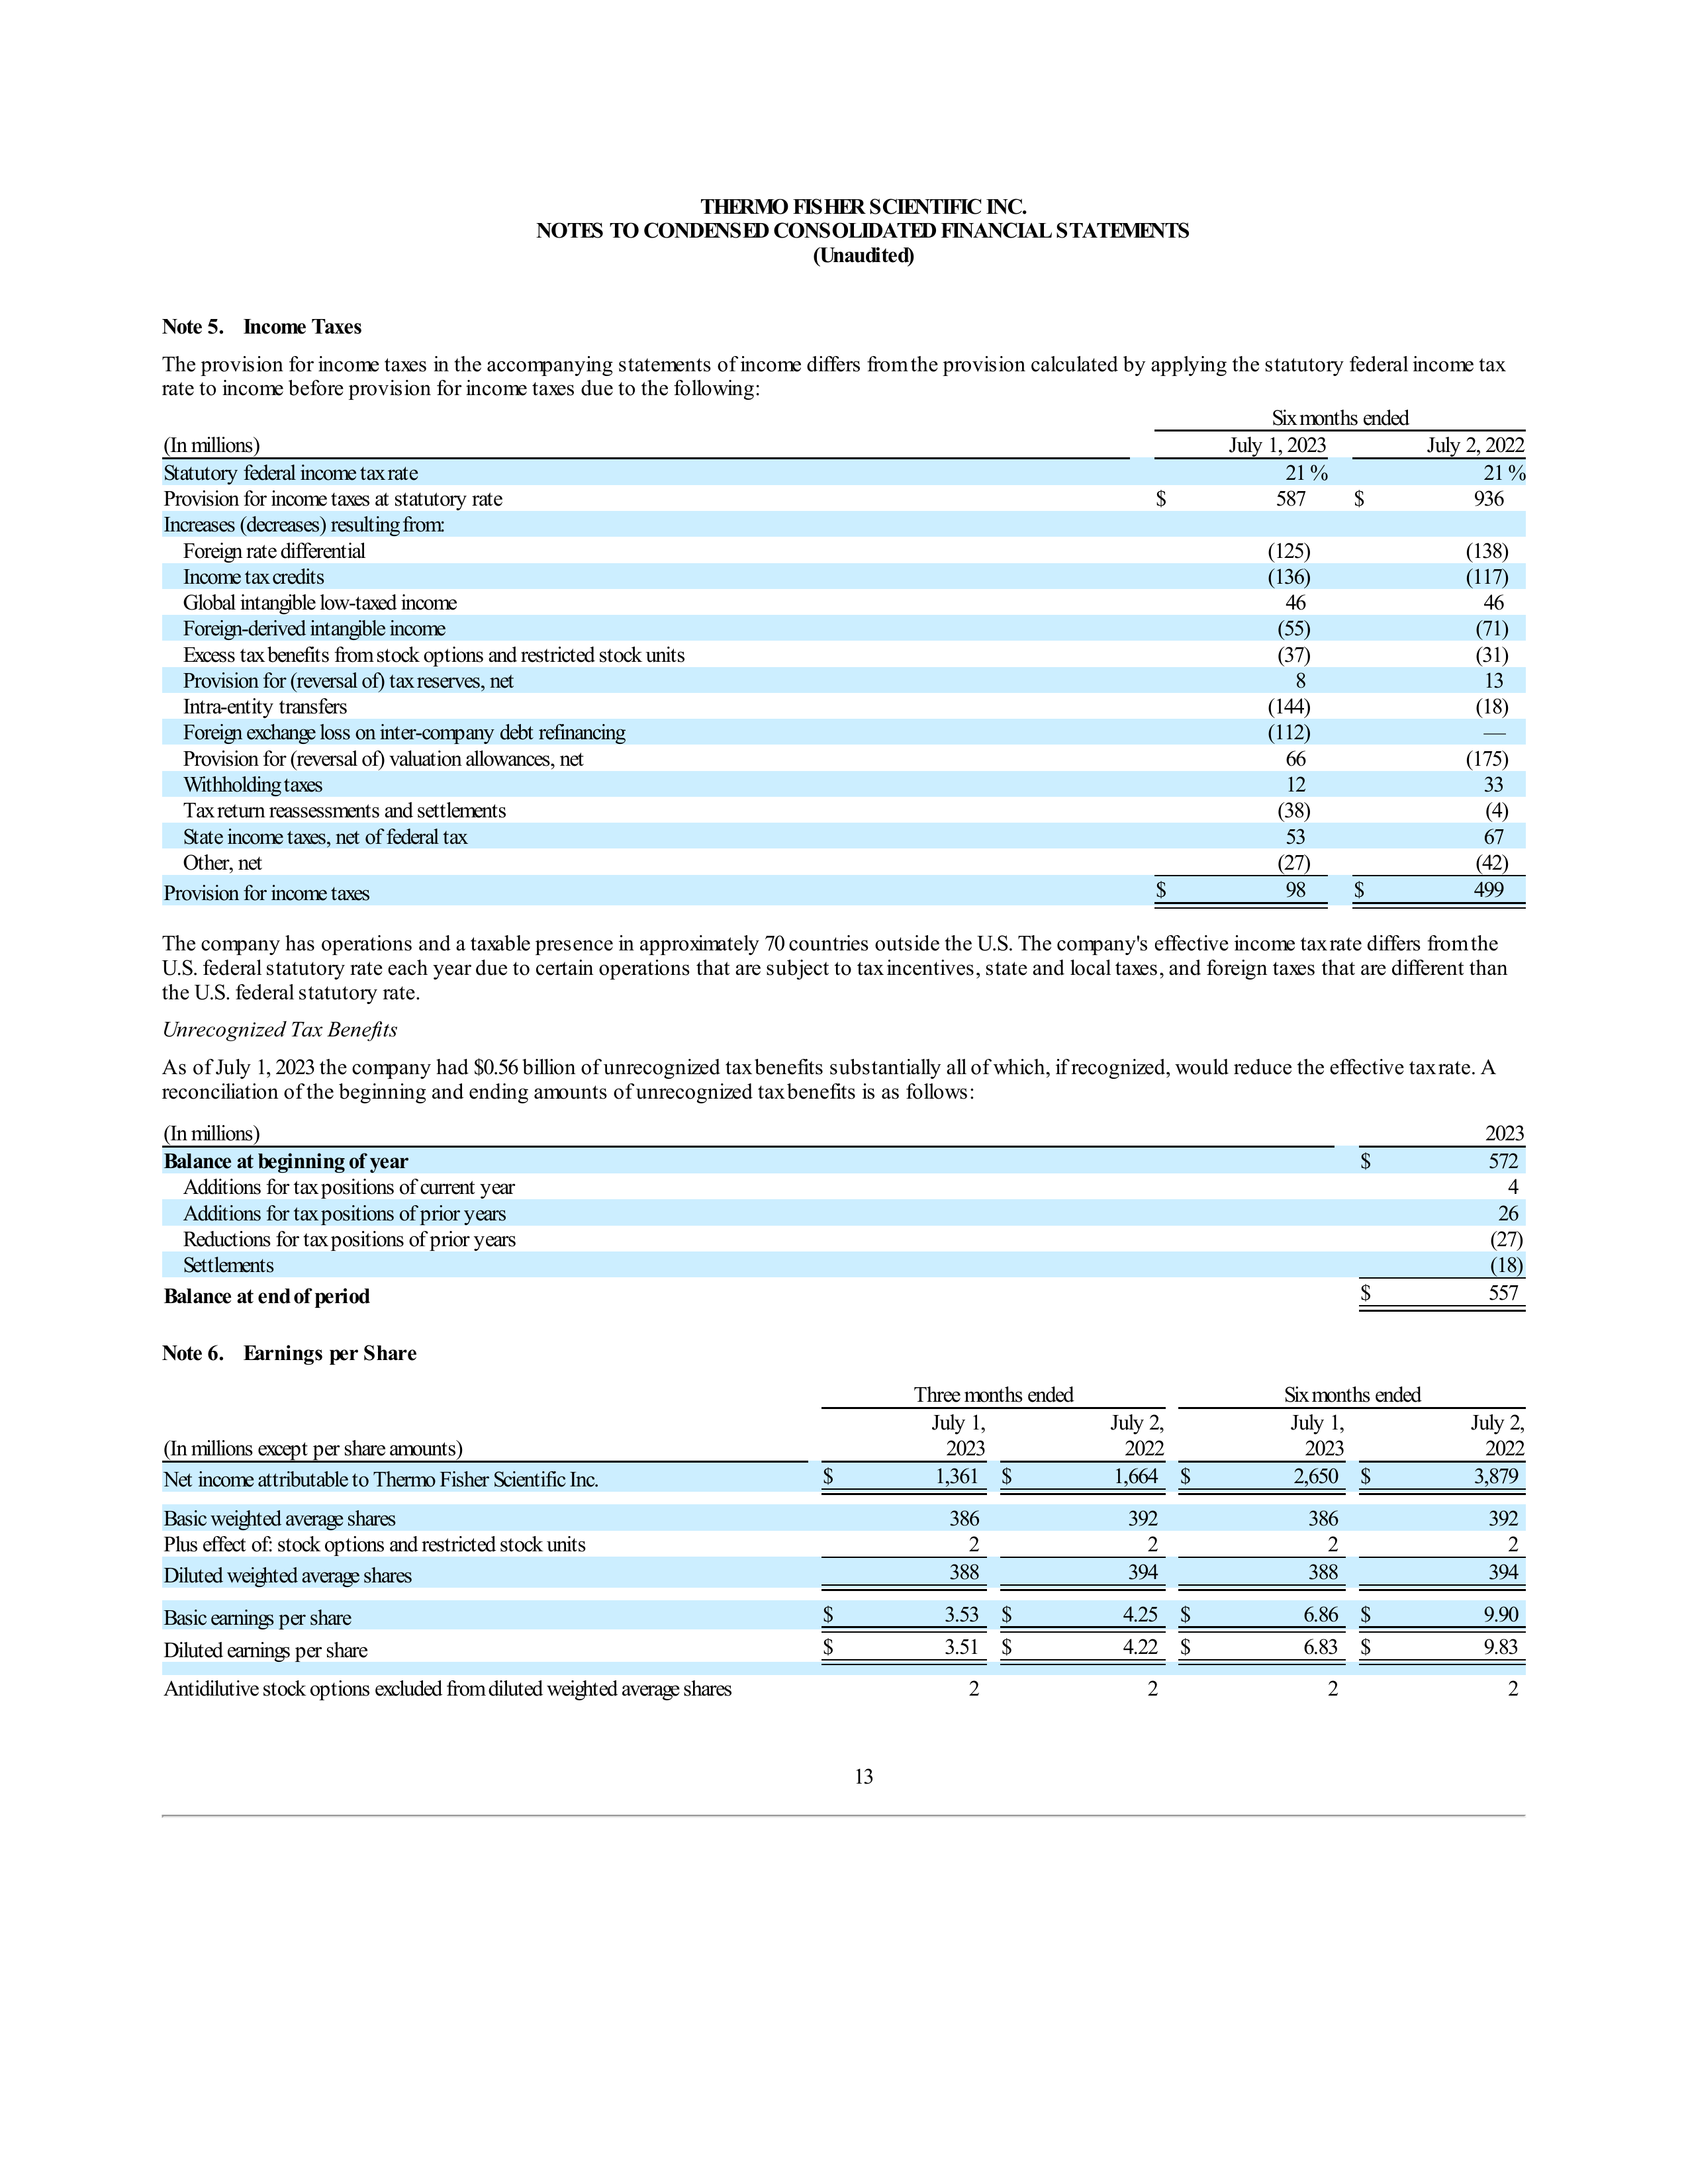 THERMO FISHER SCIENTIFIC INC.
NOTES TO CONDENSED CONSOLIDATED FINANCIAL STATEMENTS
(Unaudited)
Note 5. Income Taxes
The provision for income taxes in the accompanying statements of income differs from the provision calculated by applying the statutory federal income tax
rate to income before provision for income taxes due to the following:
Six months ended
(In millions) July 1, 2023 July 2, 2022
Statutory federal income tax rate 21 % 21 %
Provision for income taxes at statutory rate $ 587 $ 936
Increases (decreases) resulting from:
Foreign rate differential (125) (138)
Income tax credits (136) (117)
Global intangible low-taxed income 46 46
Foreign-derived intangible income (55) (71)
Excess tax benefits from stock options and restricted stock units (37) (31)
Provision for (reversal of) tax reserves, net 8 13
Intra-entity transfers (144) (18)
Foreign exchange loss on inter-company debt refinancing (112) —
Provision for (reversal of) valuation allowances, net 66 (175)
Withholding taxes 12 33
Tax return reassessments and settlements (38) (4)
State income taxes, net of federal tax 53 67
Other, net (27) (42)
Provision for income taxes $ 98 $ 499
The company has operations and a taxable presence in approximately 70 countries outside the U.S. The company's effective income tax rate differs from the
U.S. federal statutory rate each year due to certain operations that are subject to tax incentives, state and local taxes, and foreign taxes that are different than
the U.S. federal statutory rate.
Unrecognized Tax Benefits
As of July 1, 2023 the company had $0.56 billion of unrecognized tax benefits substantially all of which, if recognized, would reduce the effective tax rate. A
reconciliation of the beginning and ending amounts of unrecognized tax benefits is as follows:
(In millions) 2023
Balance at beginning of year $ 572
Additions for tax positions of current year 4
Additions for tax positions of prior years 26
Reductions for tax positions of prior years (27)
Settlements (18)
Balance at end of period $ 557
Note 6. Earnings per Share
Three months ended Six months ended
July 1, July 2, July 1, July 2,
(In millions except per share amounts) 2023 2022 2023 2022
Net income attributable to Thermo Fisher Scientific Inc. $ 1,361 $ 1,664 $ 2,650 $ 3,879
Basic weighted average shares 386 392 386 392
Plus effect of: stock options and restricted stock units 2 2 2 2
Diluted weighted average shares 388 394 388 394
Basic earnings per share $ 3.53 $ 4.25 $ 6.86 $ 9.90
Diluted earnings per share $ 3.51 $ 4.22 $ 6.83 $ 9.83
Antidilutive stock options excluded from diluted weighted average shares 2 2 2 2
13